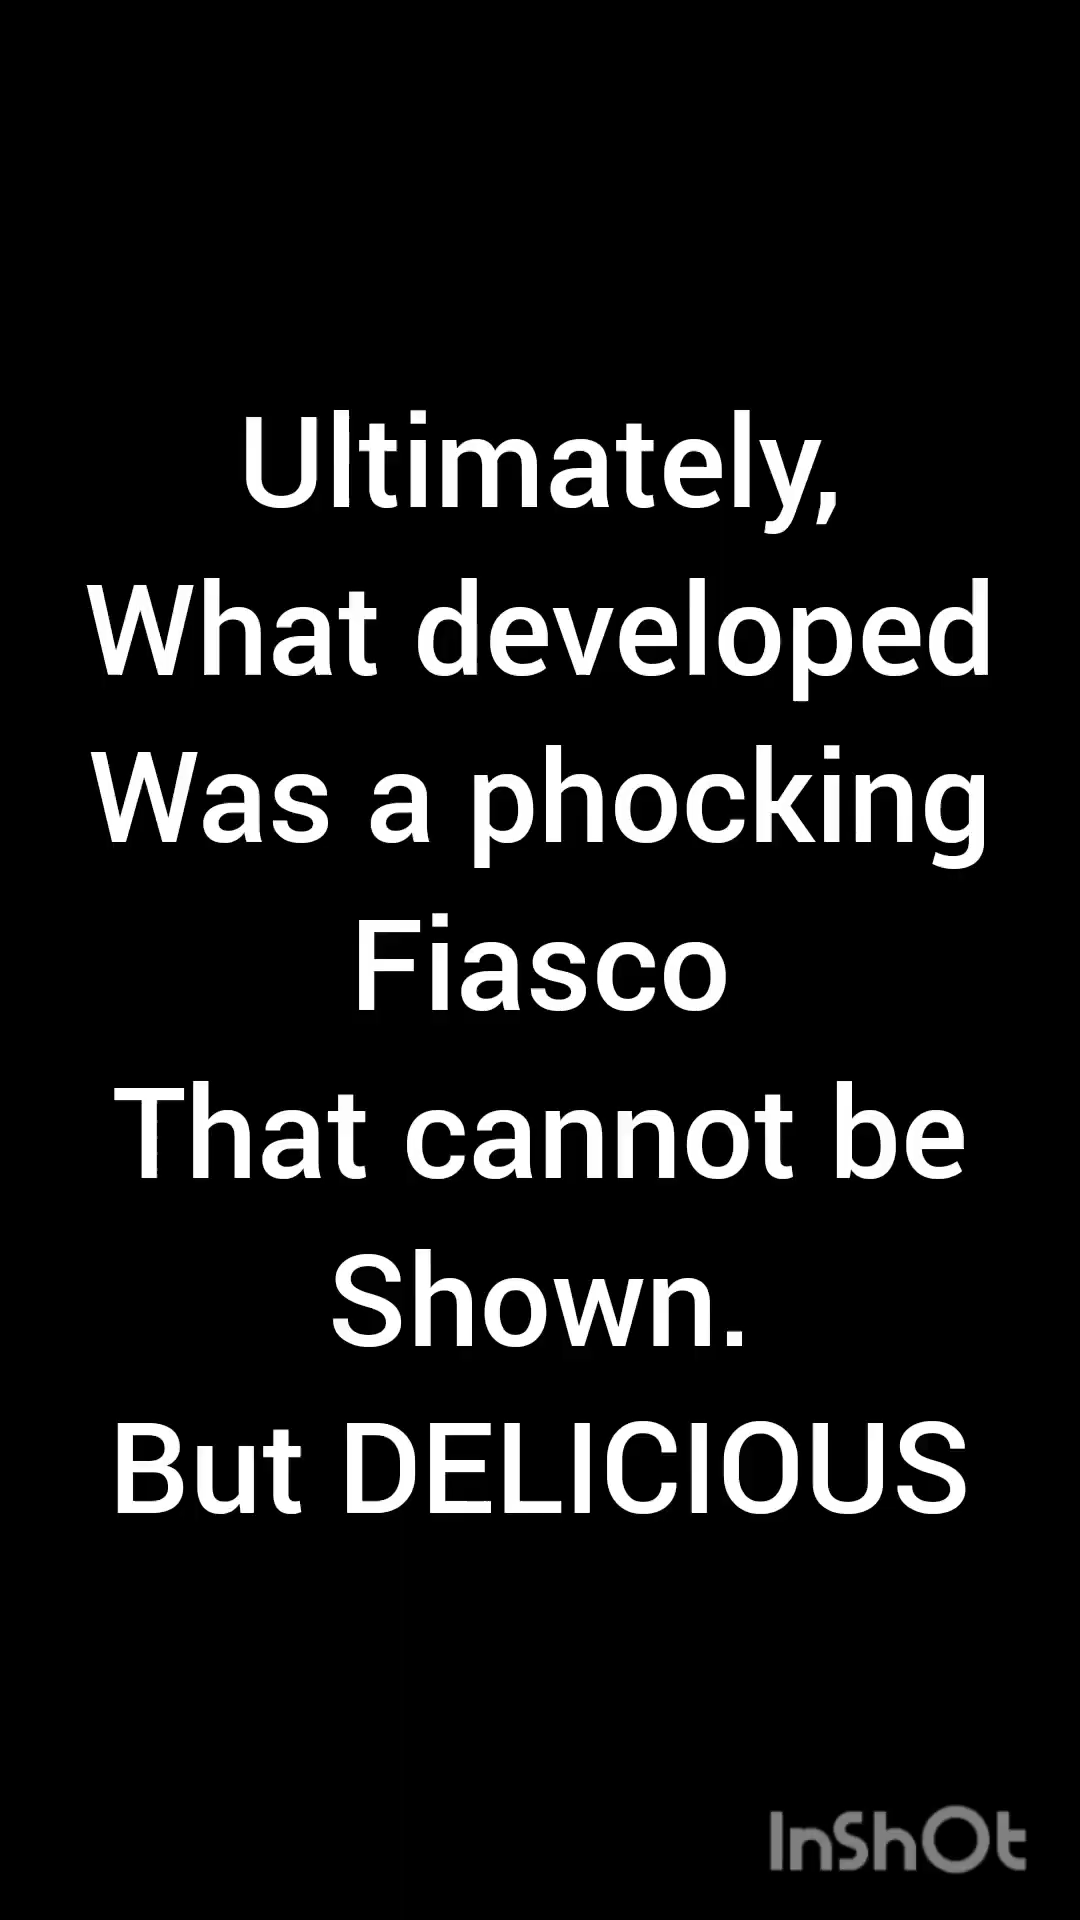 Ultimately,
What developed
Was a phocking
Fiasco
That cannot be
Shown.
But DELICIOUS
InShOt